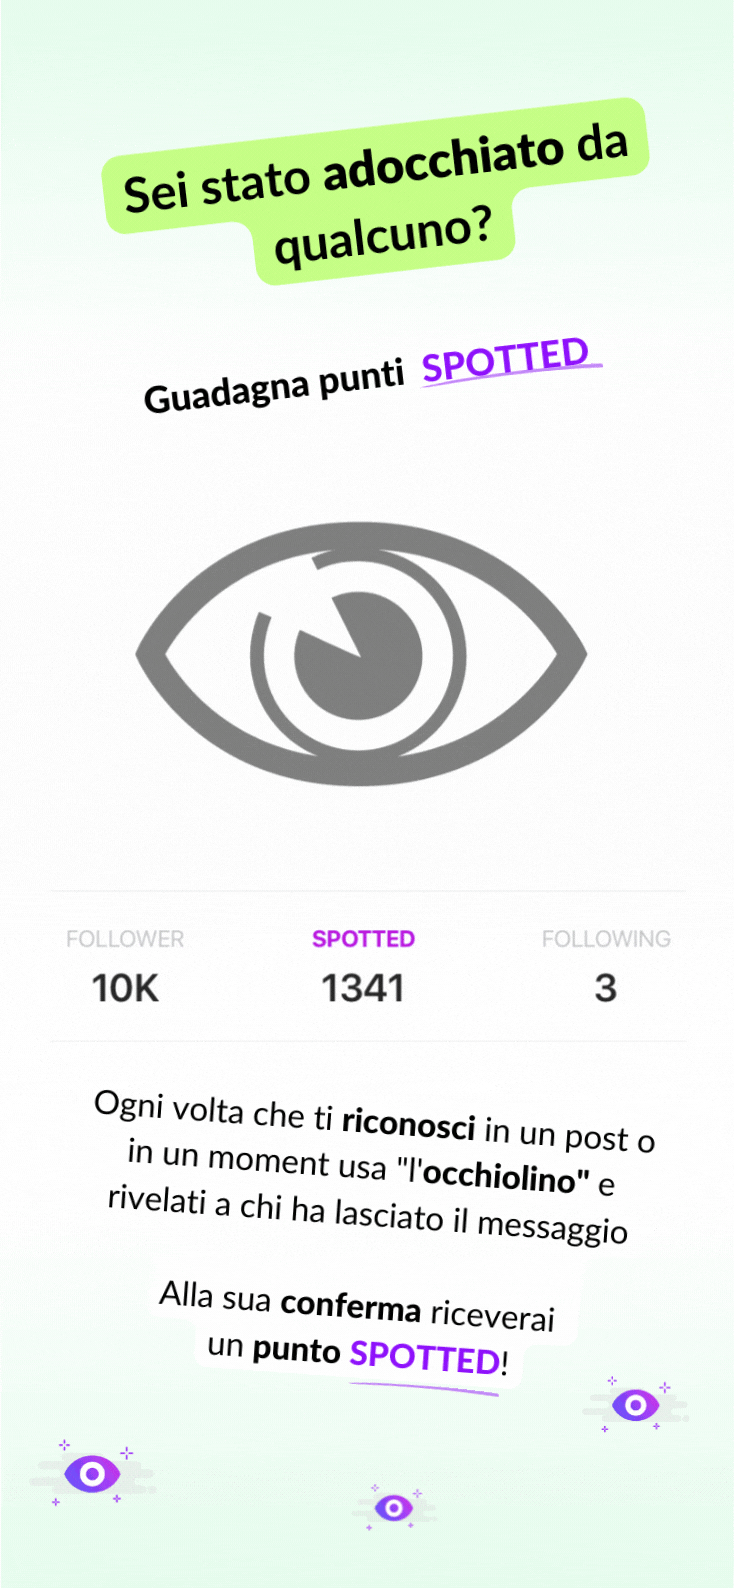 Sei stato adocchiato da
qualcuno?
Guadagna punti SPOTTED
FOLLOWER SPOTTED FOLLOWING
10K 1341 3
Ogni volta che ti riconosci in un post o
in un moment usa "l'occhiolino" e
rivelati a chi ha lasciato il messaggio
Alla sua conferma riceverai
un punto SPOTTED!